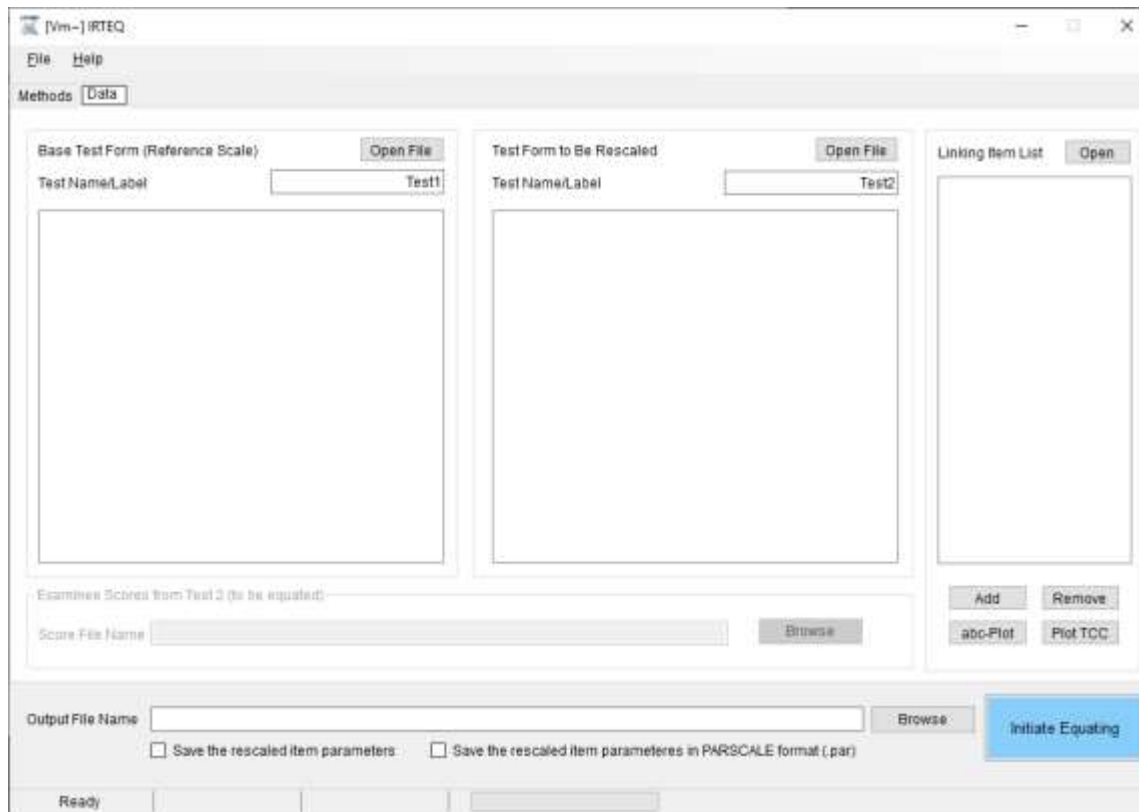 [Vm~] IRTEQ
File Help
Methods Data
Base Test Form (Reference Scale) Open File
Test Name/Label Test1
Test Form to Be Rescaled Open File
Test Name/Label Test2
Linking Item List Open
Examinee Scores from Test 2 (to be equated)
Score File Name Browse
Add Remove
abc-Plot Plot TCC
Output File Name Browse
Initiate Equating
Save the rescaled item parameters Save the rescaled item parameteres in PARSCALE format (.par)
Ready